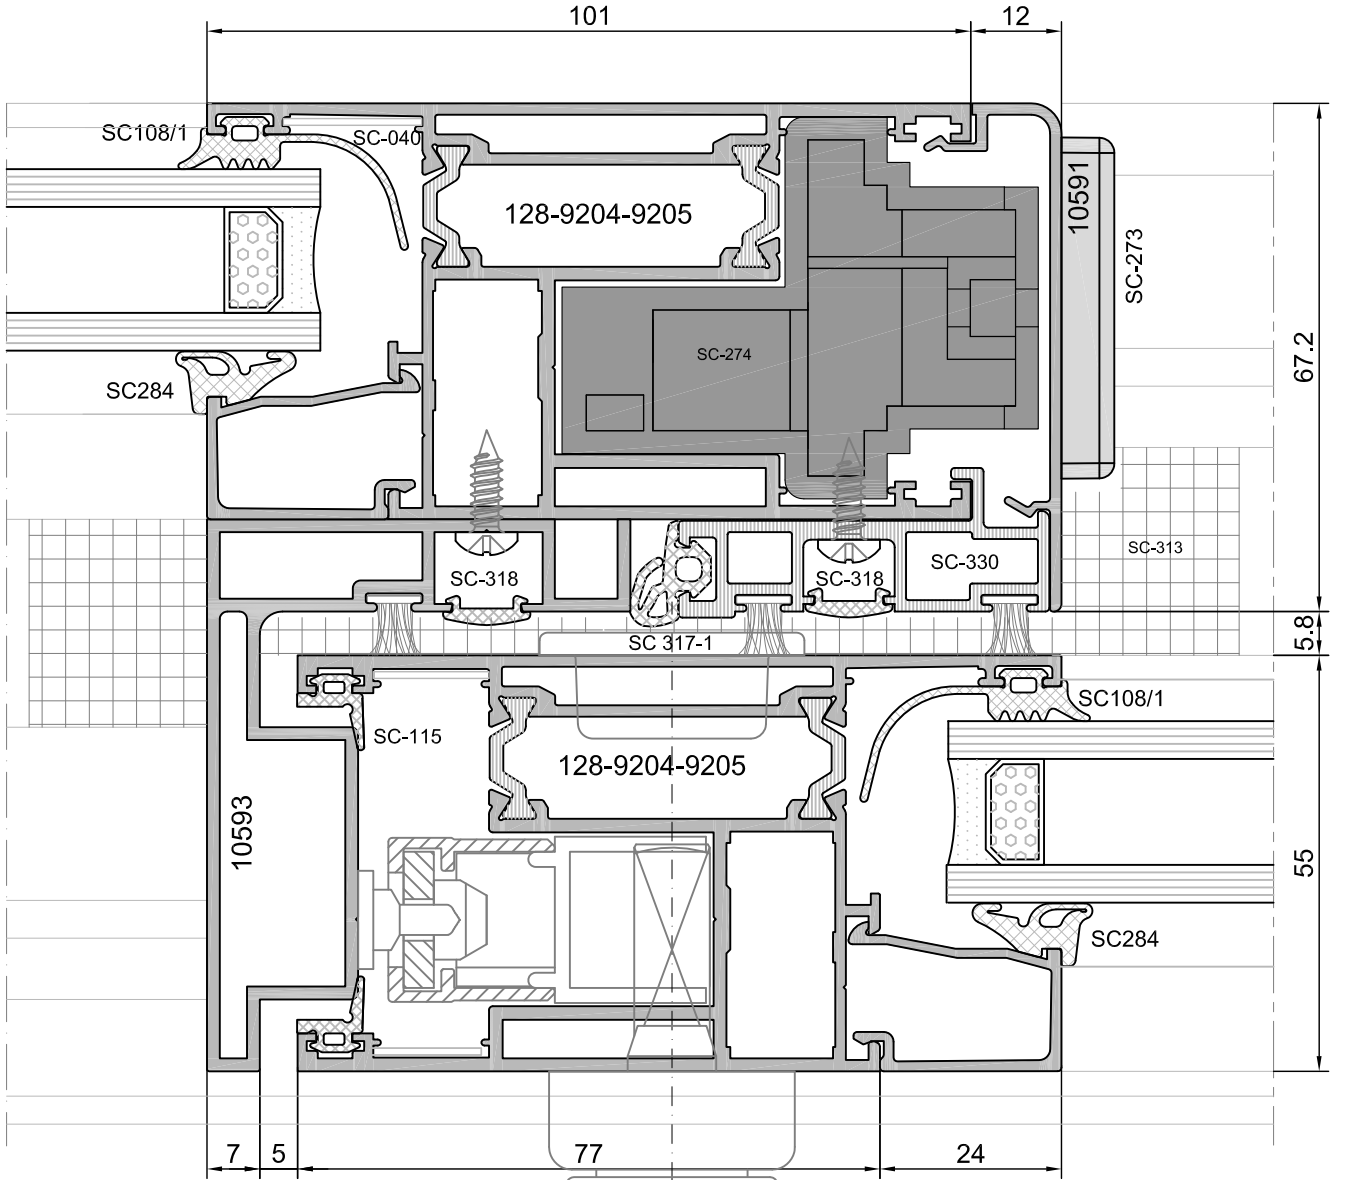 101
12
SC108/1
SC-040
10591
128-9204-9205
SC-273
67.2
SC-274
SC284
SC-313
SC-330
SC-318
SC-318
5.8
SC 317-1
SC108/1
SC-115
128-9204-9205
10593
55
SC284
7
5
77
24